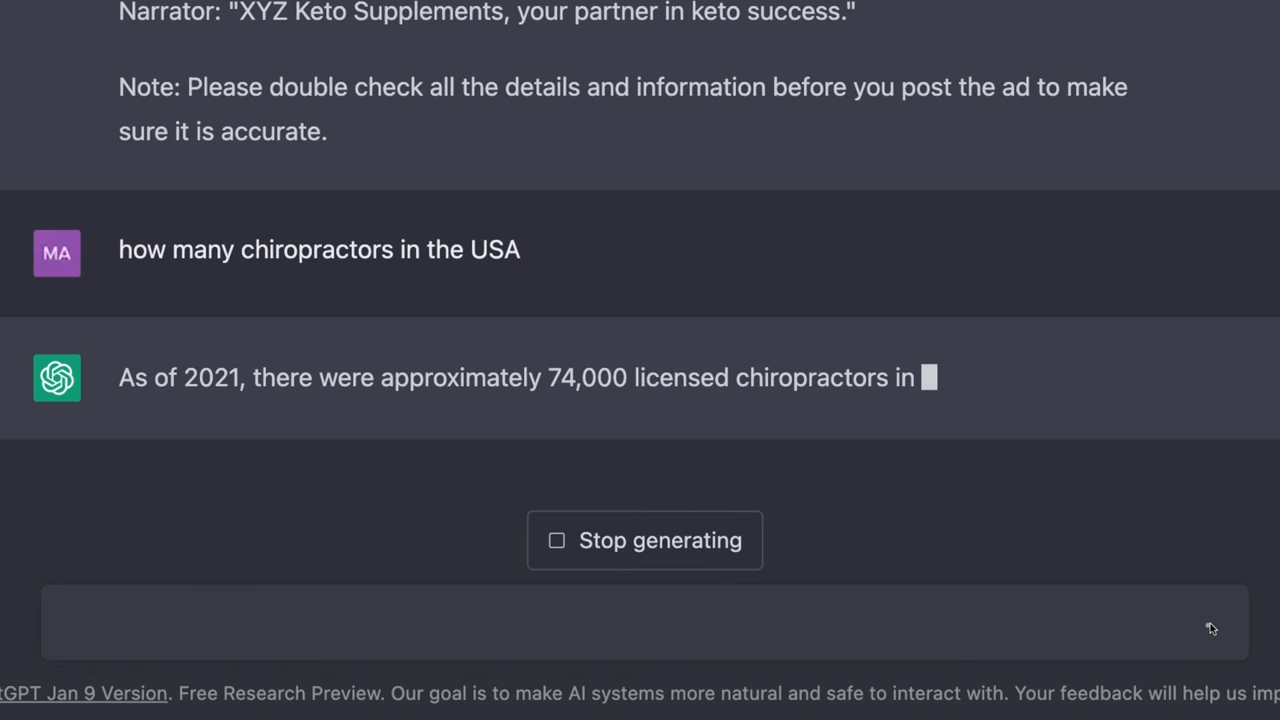 Narrator: "XYZ Keto Supplements, your partner in keto success."
Note: Please double check all the details and information before you post the ad to make
sure it is accurate.
MA
how many chiropractors in the USA
As of 2021, there were approximately 74,000 licensed chiropractors in
Stop generating
tGPT Jan 9 Version. Free Research Preview. Our goal is to make AI systems more natural and safe to interact with. Your feedback will help us imp